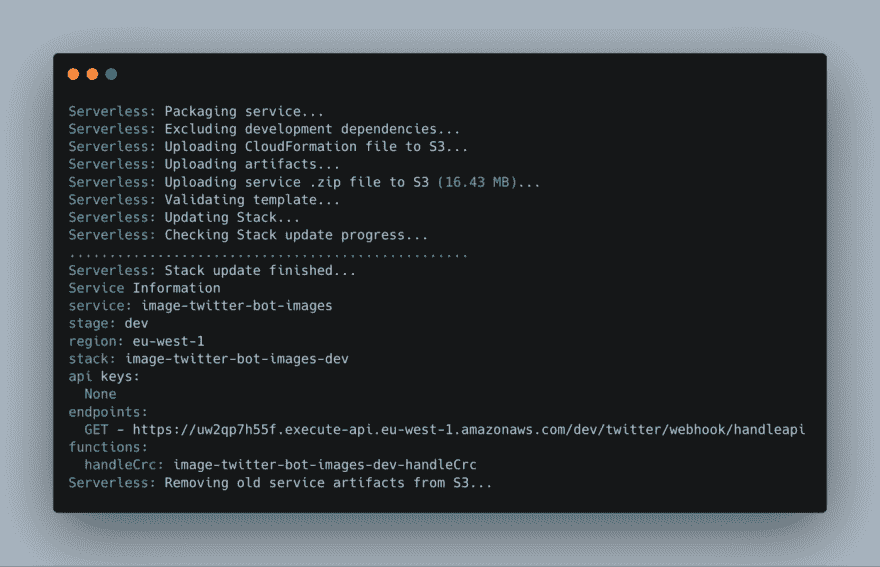 Serverless: Packaging service...
Serverless: Excluding development dependencies...
Serverless: Uploading CloudFormation file to S3...
Serverless: Uploading artifacts...
Serverless: Uploading service .zip file to S3 (16.43 MB)...
Serverless: Validating template...
Serverless: Updating Stack...
Serverless: Checking Stack update progress...
..................................................
Serverless: Stack update finished...
Service Information
service: image-twitter-bot-images
stage: dev
region: eu-west-1
stack: image-twitter-bot-images-dev
api keys:
  None
endpoints:
  GET - https://uw2qp7h55f.execute-api.eu-west-1.amazonaws.com/dev/twitter/webhook/handleapi
functions:
  handleCrc: image-twitter-bot-images-dev-handleCrc
Serverless: Removing old service artifacts from S3...